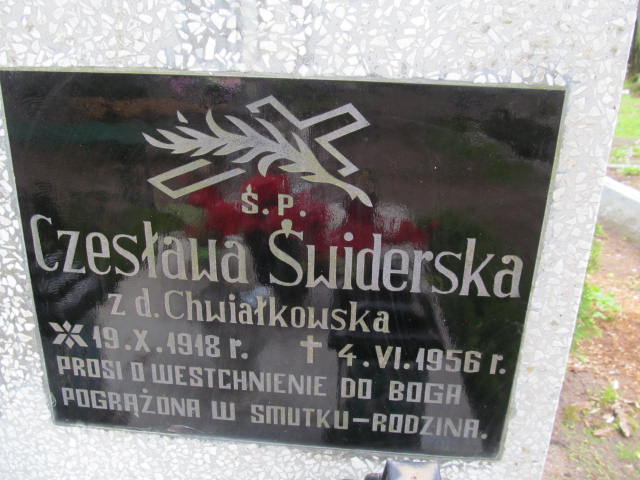 Ś.P.
Czesława Świderska
z d. Chwiałkowska
19.X.1918 r. 4.VI.1956 r.
PROSI O WESTCHNIENIE DO BOGA
POGRĄŻONA W SMUTKU-RODZINA.